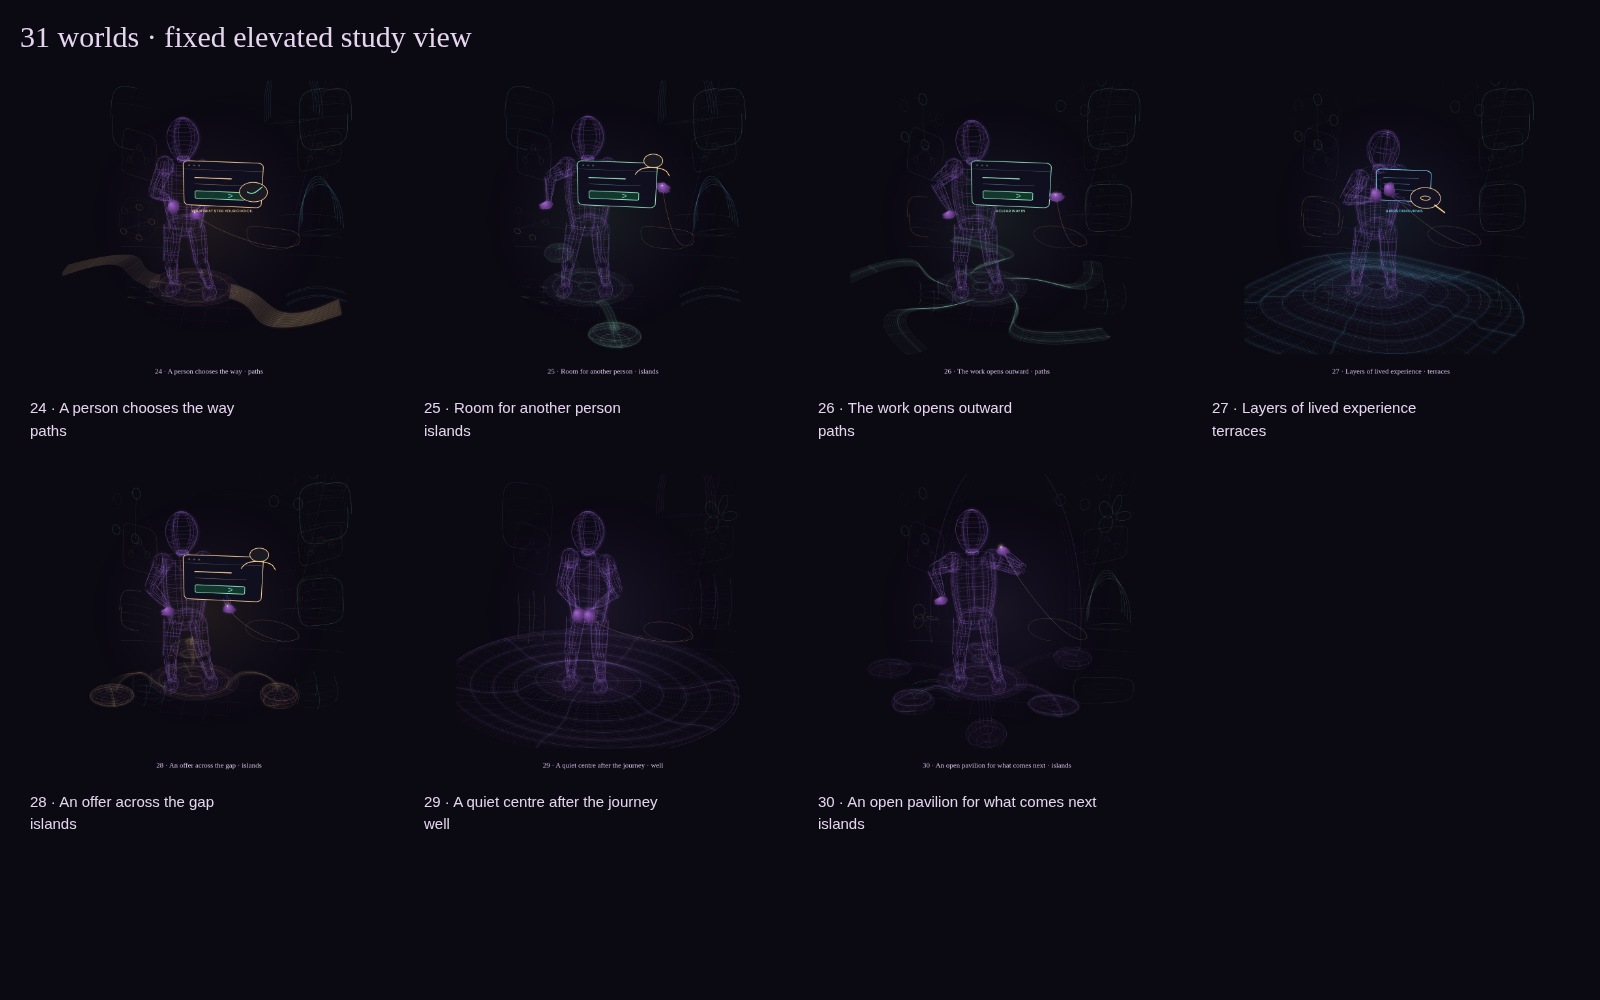 31 worlds · fixed elevated study view
24 · A person chooses the way · paths
25 · Room for another person · islands
26 · The work opens outward · paths
27 · Layers of lived experience · terraces
24 · A person chooses the way
paths
25 · Room for another person
islands
26 · The work opens outward
paths
27 · Layers of lived experience
terraces
28 · An offer across the gap · islands
29 · A quiet centre after the journey · well
30 · An open pavilion for what comes next · islands
28 · An offer across the gap
islands
29 · A quiet centre after the journey
well
30 · An open pavilion for what comes next
islands